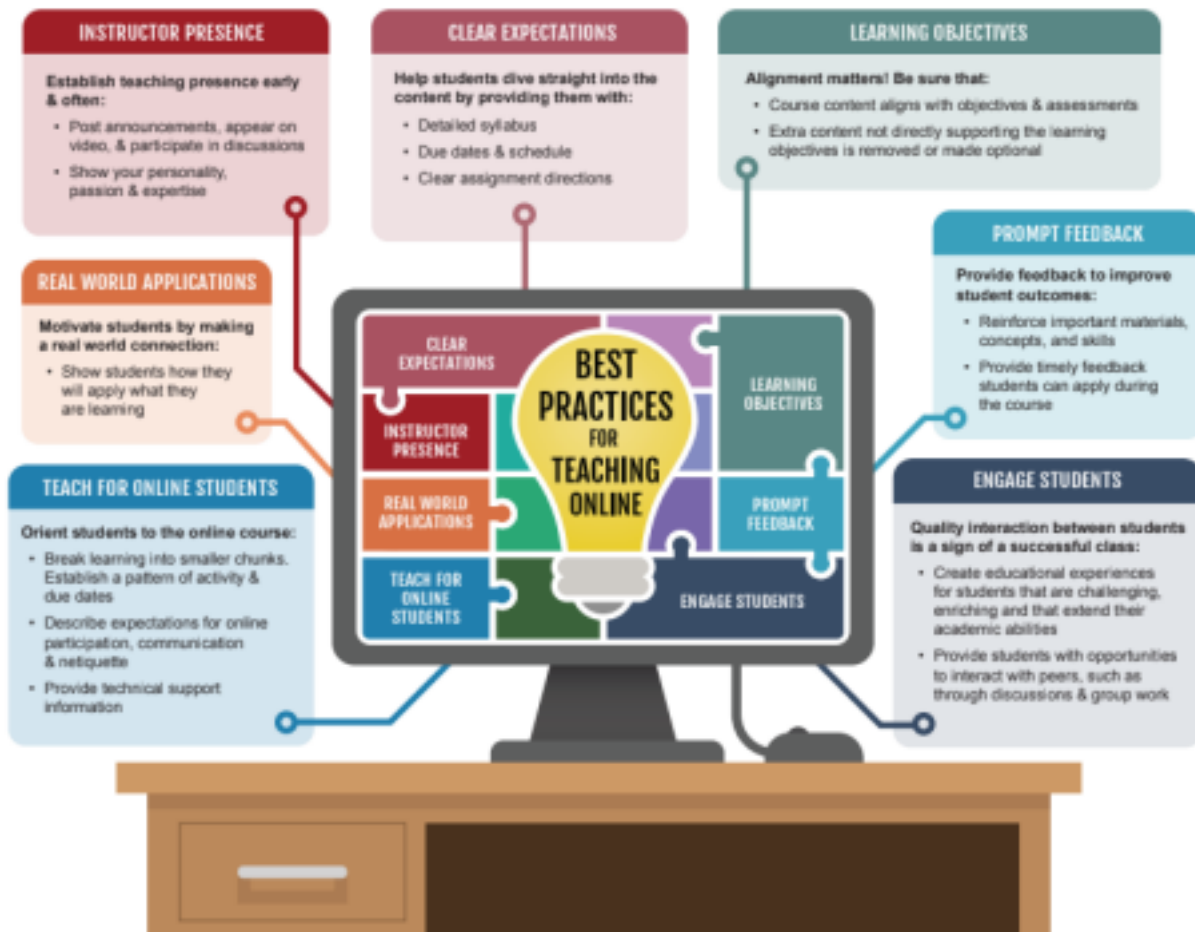 INSTRUCTOR PRESENCE
Establish teaching presence early
& often:
• Post announcements, appear on
video, & participate in discussions
• Show your personality,
passion & expertise
CLEAR EXPECTATIONS
Help students dive straight into the
content by providing them with:
• Detailed syllabus
• Due dates & schedule
• Clear assignment directions
LEARNING OBJECTIVES
Alignment matters! Be sure that:
• Course content aligns with objectives & assessments
• Extra content not directly supporting the learning
objectives is removed or made optional
REAL WORLD APPLICATIONS
Motivate students by making
a real world connection:
• Show students how they
will apply what they
are learning
PROMPT FEEDBACK
Provide feedback to improve
student outcomes:
• Reinforce important materials,
concepts, and skills
• Provide timely feedback
students can apply during
the course
TEACH FOR ONLINE STUDENTS
Orient students to the online course:
• Break learning into smaller chunks.
Establish a pattern of activity &
due dates
• Describe expectations for online
participation, communication
& netiquette
• Provide technical support
information
ENGAGE STUDENTS
Quality interaction between students
is a sign of a successful class:
• Create educational experiences
for students that are challenging,
enriching and that extend their
academic abilities
• Provide students with opportunities
to interact with peers, such as
through discussions & group work
CLEAR
EXPECTATIONS
INSTRUCTOR
PRESENCE
REAL WORLD
APPLICATIONS
TEACH FOR
ONLINE
STUDENTS
BEST
PRACTICES
FOR
TEACHING
ONLINE
LEARNING
OBJECTIVES
PROMPT
FEEDBACK
ENGAGE STUDENTS